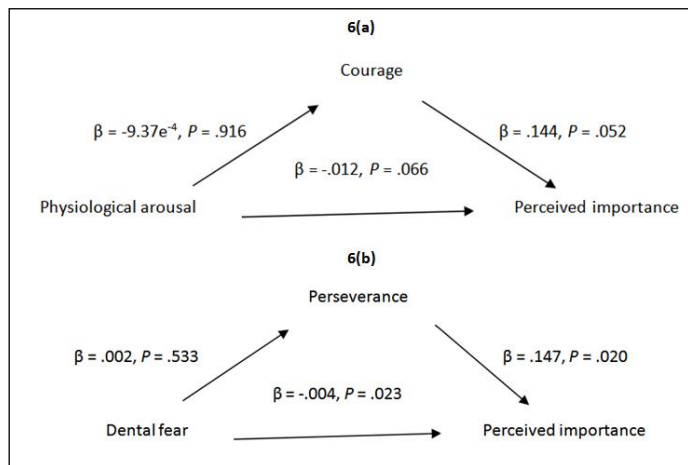 6(a)
Courage
β = -9.37e⁻⁴, P = .916
β = .144, P = .052
β = -.012, P = .066
Physiological arousal
Perceived importance
6(b)
Perseverance
β = .002, P = .533
β = .147, P = .020
β = -.004, P = .023
Dental fear
Perceived importance